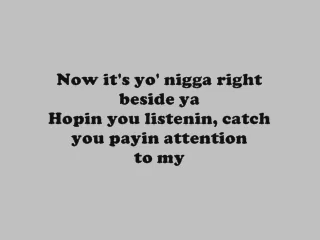 Now it's yo' nigga right
beside ya
Hopin you listenin, catch
you payin attention
to my